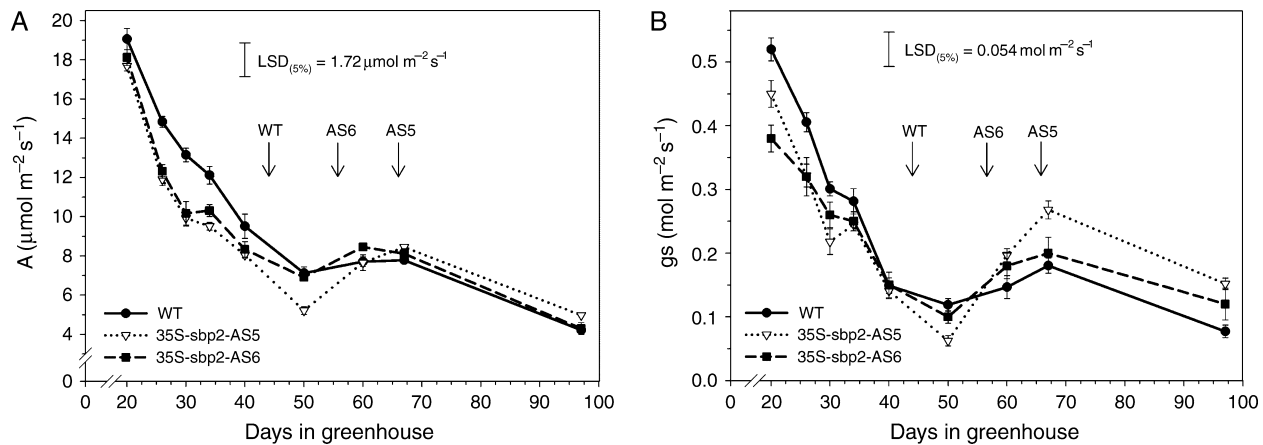 A
20
18
16
14
12
10
8
6
4
0
A (μmol m⁻² s⁻¹)
LSD(5%) = 1.72 μmol m⁻² s⁻¹
WT
AS6
AS5
WT
35S-sbp2-AS5
35S-sbp2-AS6
0 20 30 40 50 60 70 80 90 100
Days in greenhouse
B
0.5
0.4
0.3
0.2
0.1
0.0
gs (mol m⁻² s⁻¹)
LSD(5%) = 0.054 mol m⁻² s⁻¹
WT
AS6
AS5
WT
35S-sbp2-AS5
35S-sbp2-AS6
0 20 30 40 50 60 70 80 90 100
Days in greenhouse